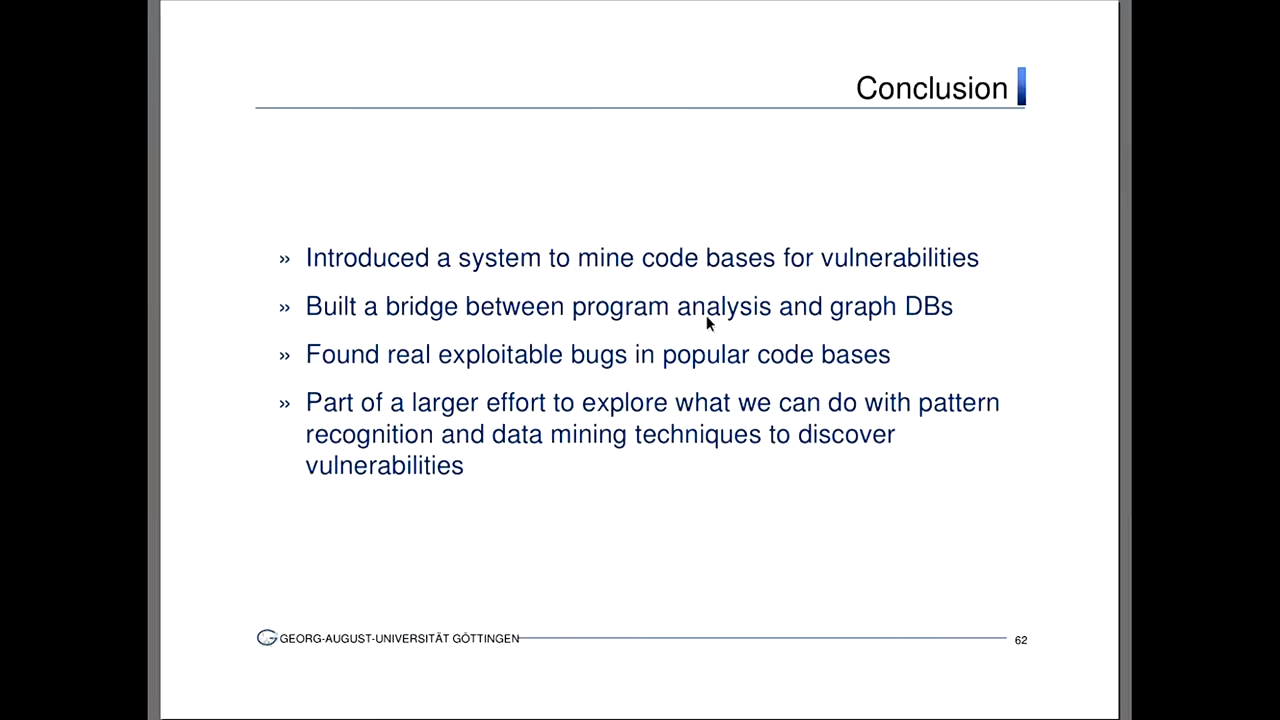 Conclusion
» Introduced a system to mine code bases for vulnerabilities
» Built a bridge between program analysis and graph DBs
» Found real exploitable bugs in popular code bases
» Part of a larger effort to explore what we can do with pattern
recognition and data mining techniques to discover
vulnerabilities
GEORG-AUGUST-UNIVERSITÄT GÖTTINGEN
62